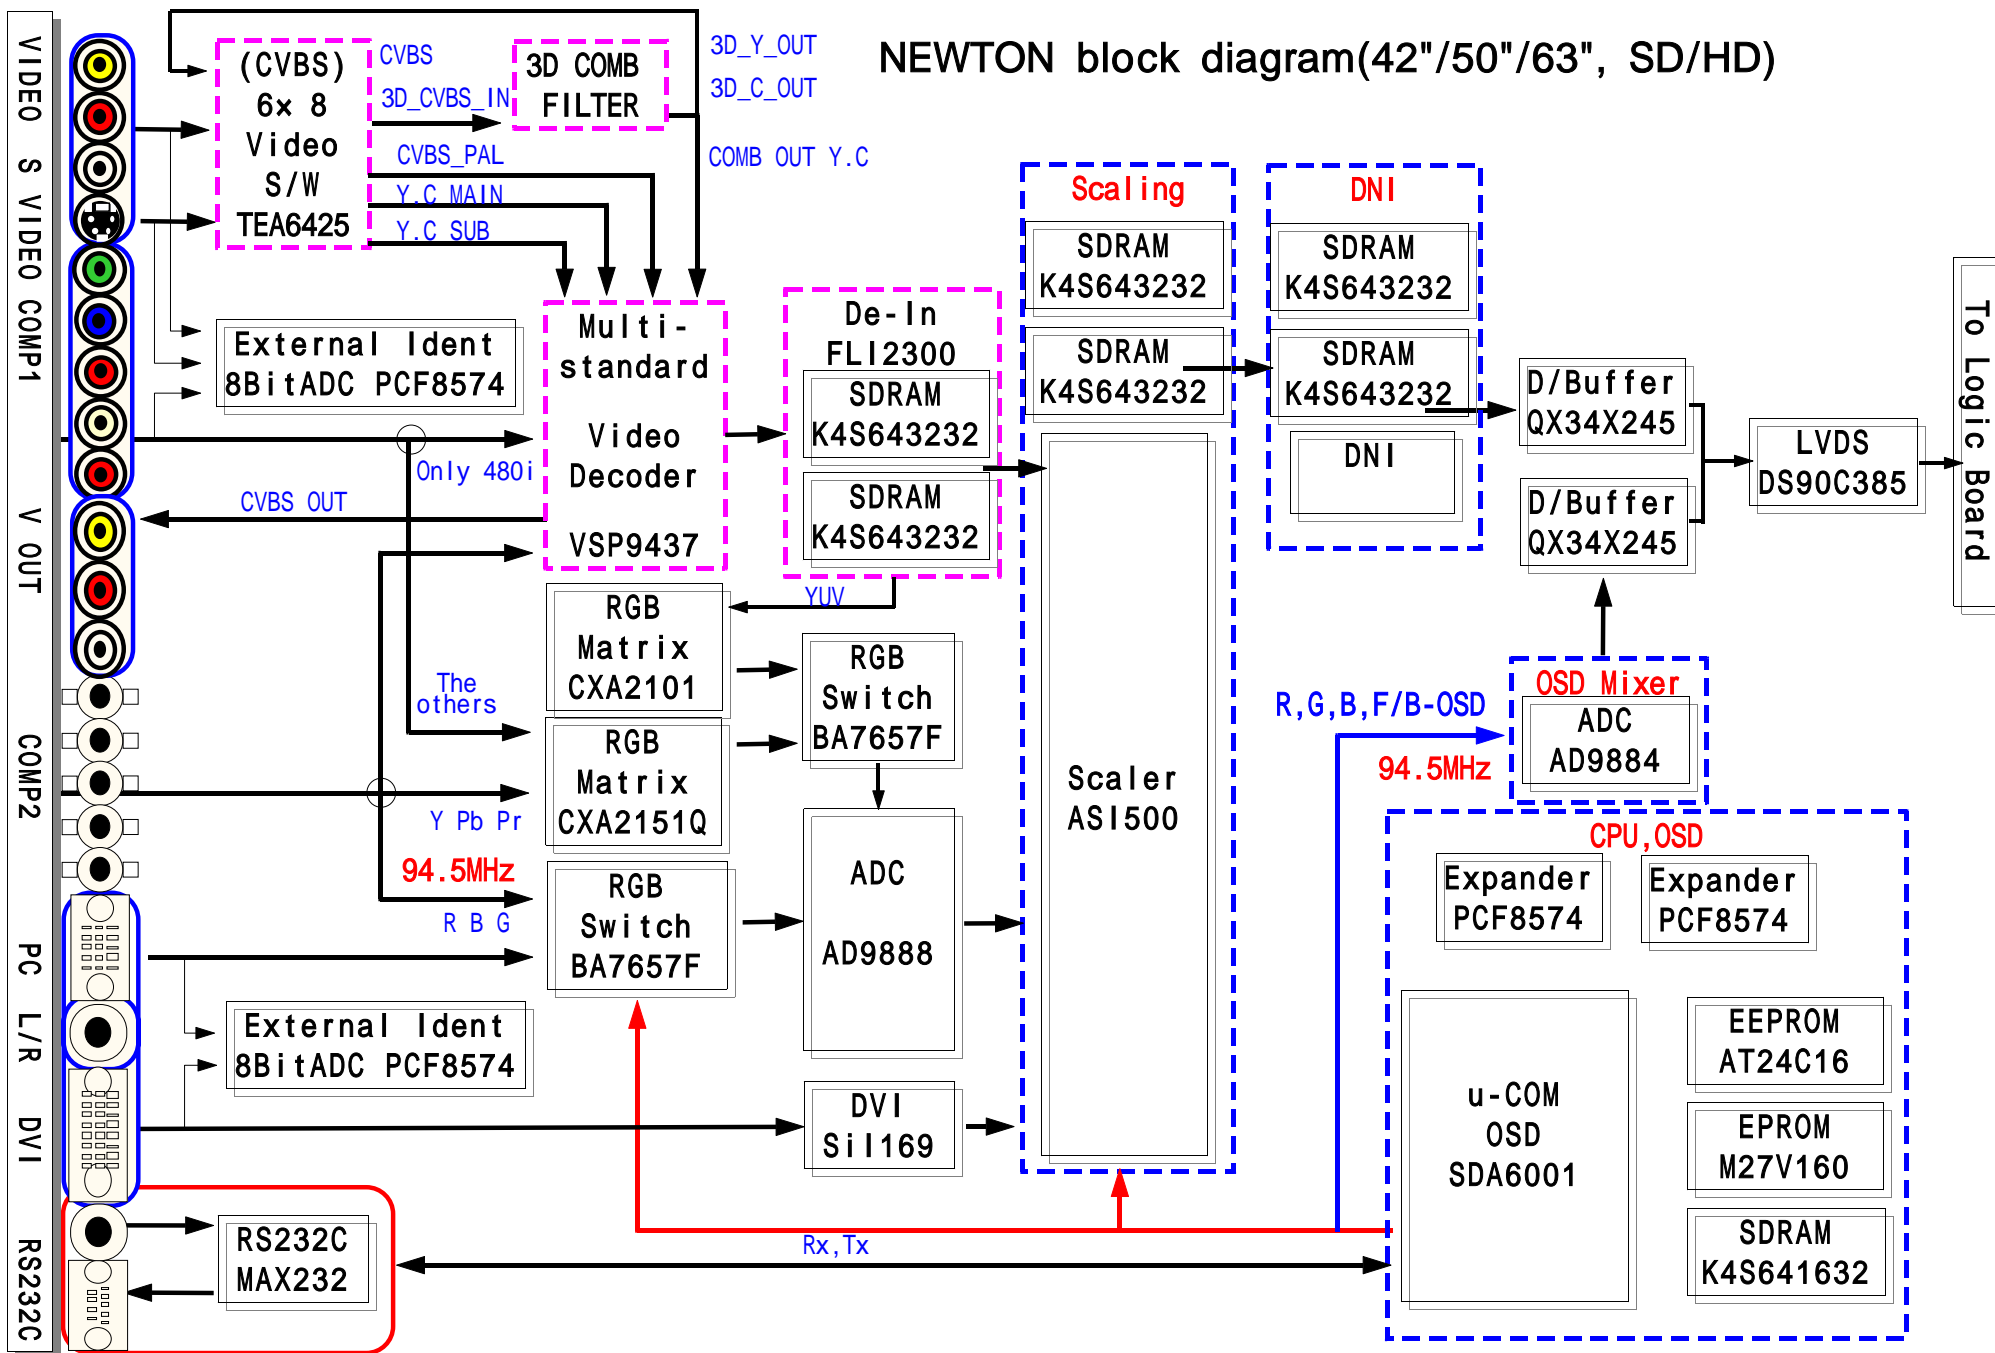 NEWTON block diagram(42"/50"/63", SD/HD)
VIDEO
S VIDEO
COMP1
V OUT
COMP2
PC
L/R
DVI
RS232C
(CVBS)
6x 8
Video
S/W
TEA6425
CVBS
3D_CVBS_IN
CVBS_PAL
Y.C MAIN
Y.C SUB
3D COMB
FILTER
3D_Y_OUT
3D_C_OUT
COMB OUT Y.C
External Ident
8BitADC PCF8574
Only 480i
CVBS OUT
Multi-
standard
Video
Decoder
VSP9437
De-In
FLI2300
SDRAM
K4S643232
SDRAM
K4S643232
YUV
Scaling
SDRAM
K4S643232
SDRAM
K4S643232
Scaler
ASI500
DNI
SDRAM
K4S643232
SDRAM
K4S643232
DNI
D/Buffer
QX34X245
D/Buffer
QX34X245
LVDS
DS90C385
To Logic Board
RGB
Matrix
CXA2101
The
others
RGB
Matrix
CXA2151Q
Y Pb Pr
94.5MHz
R B G
RGB
Switch
BA7657F
RGB
Switch
BA7657F
ADC
AD9888
External Ident
8BitADC PCF8574
DVI
SiI169
OSD Mixer
ADC
AD9884
R,G,B,F/B-OSD
94.5MHz
CPU,OSD
Expander
PCF8574
Expander
PCF8574
u-COM
OSD
SDA6001
EEPROM
AT24C16
EPROM
M27V160
SDRAM
K4S641632
RS232C
MAX232
Rx,Tx